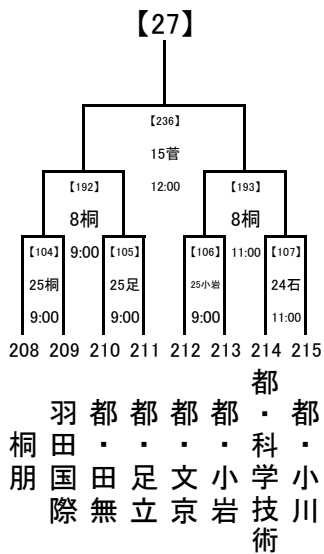 【27】
【236】
15菅
12:00
【192】
【193】
8桐
8桐
9:00
11:00
【104】
【105】
【106】
【107】
25桐
25足
25小岩
24石
9:00
9:00
9:00
11:00
208 209 210 211 212 213 214 215
桐朋
羽田国際
都・田無
都・足立
都・文京
都・小岩
都・科学技術
都・小川